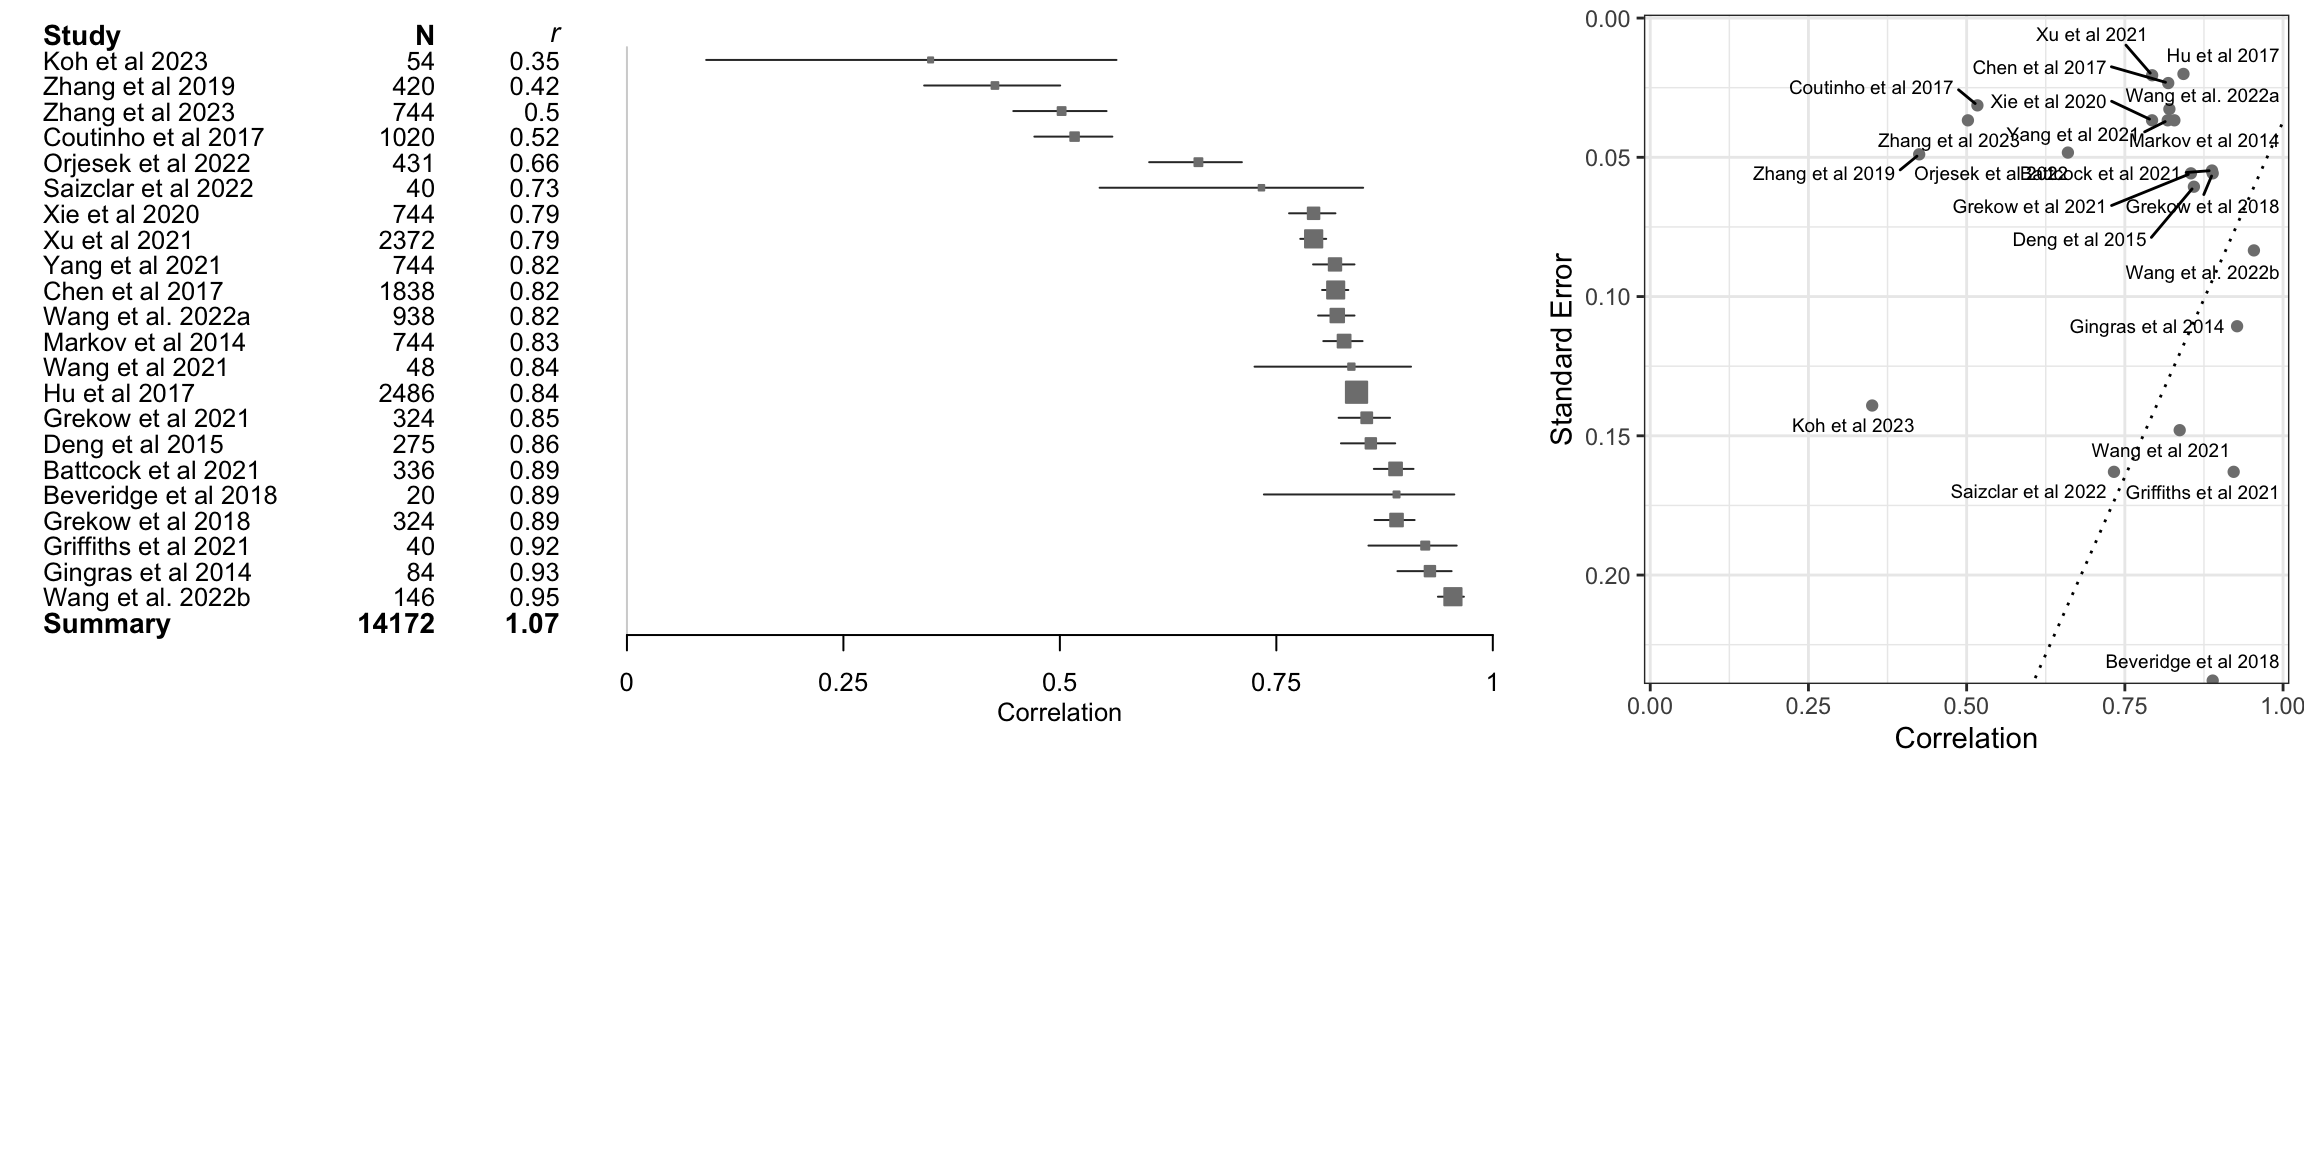 Study N r
Koh et al 2023 54 0.35
Zhang et al 2019 420 0.42
Zhang et al 2023 744 0.5
Coutinho et al 2017 1020 0.52
Orjesek et al 2022 431 0.66
Saizclar et al 2022 40 0.73
Xie et al 2020 744 0.79
Xu et al 2021 2372 0.79
Yang et al 2021 744 0.82
Chen et al 2017 1838 0.82
Wang et al. 2022a 938 0.82
Markov et al 2014 744 0.83
Wang et al 2021 48 0.84
Hu et al 2017 2486 0.84
Grekow et al 2021 324 0.85
Deng et al 2015 275 0.86
Battcock et al 2021 336 0.89
Beveridge et al 2018 20 0.89
Grekow et al 2018 324 0.89
Griffiths et al 2021 40 0.92
Gingras et al 2014 84 0.93
Wang et al. 2022b 146 0.95
Summary 14172 1.07
0 0.25 0.5 0.75 1
Correlation
Standard Error
0.00
0.05
0.10
0.15
0.20
Xu et al 2021
Hu et al 2017
Chen et al 2017
Coutinho et al 2017
Wang et al. 2022a
Xie et al 2020
Yang et al 2021
Zhang et al 2023
Markov et al 2014
Zhang et al 2019
Orjesek et al 2022
Battcock et al 2021
Grekow et al 2021
Grekow et al 2018
Deng et al 2015
Wang et al. 2022b
Gingras et al 2014
Koh et al 2023
Wang et al 2021
Saizclar et al 2022
Griffiths et al 2021
Beveridge et al 2018
0.00 0.25 0.50 0.75 1.00
Correlation